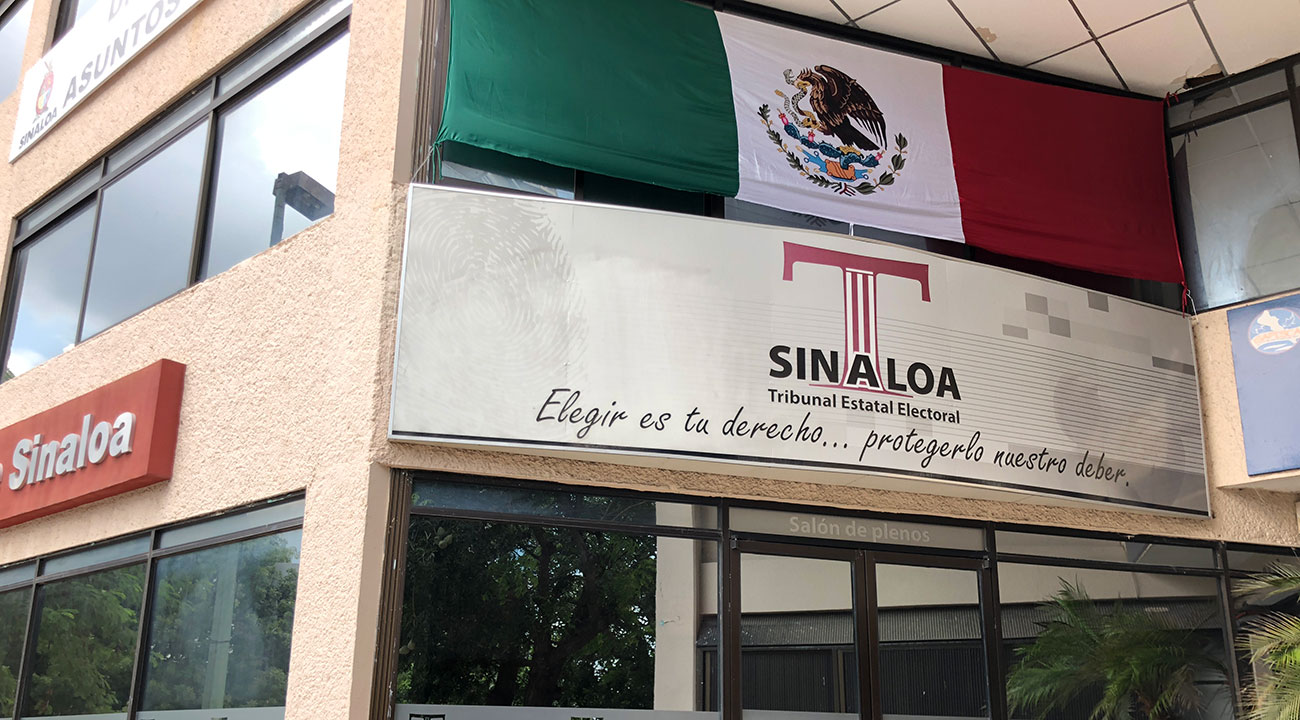 ASUNTOS
SINALOA
Sinaloa
T
SINALOA
Tribunal Estatal Electoral
Elegir es tu derecho... protegerlo nuestro deber.
Salón de plenos